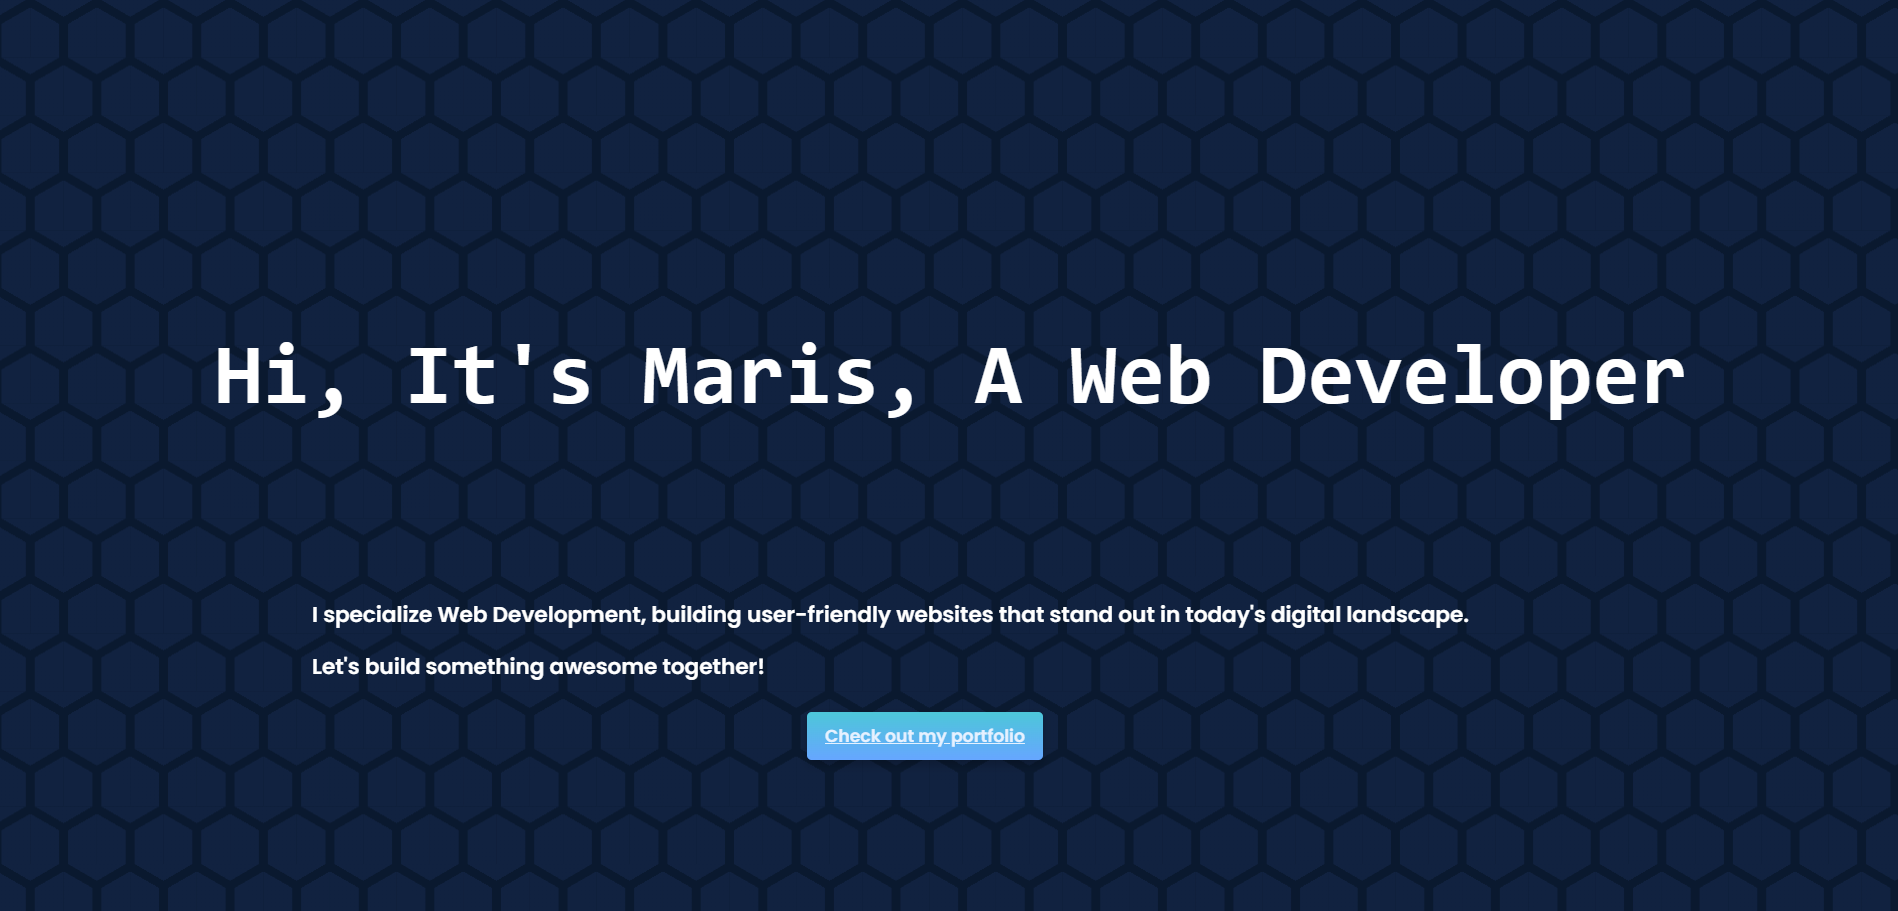 Hi, It's Maris, A Web Developer
I specialize Web Development, building user-friendly websites that stand out in today's digital landscape.
Let's build something awesome together!
Check out my portfolio